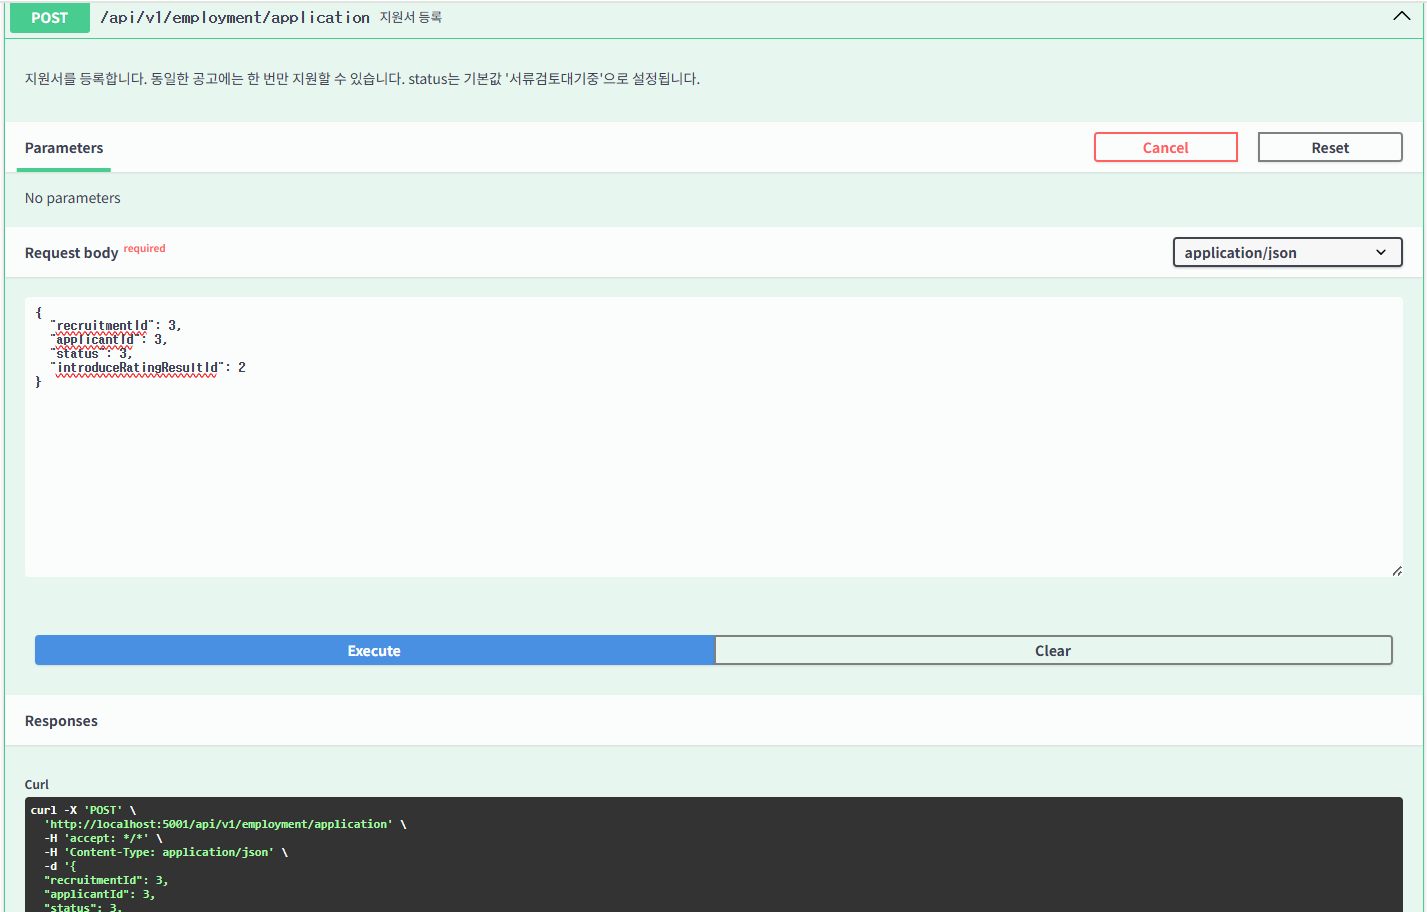 POST /api/v1/employment/application 지원서 등록
지원서를 등록합니다. 동일한 공고에는 한 번만 지원할 수 있습니다. status는 기본값 '서류검토대기중'으로 설정됩니다.
Parameters Cancel Reset
No parameters
Request body required application/json
{
"recruitmentId": 3,
"applicantId": 3,
"status": 3,
"introduceRatingResultId": 2
}
Execute Clear
Responses
Curl
curl -X 'POST' \
'http://localhost:5001/api/v1/employment/application' \
-H 'accept: */*' \
-H 'Content-Type: application/json' \
-d '{
"recruitmentId": 3,
"applicantId": 3,
"status": 3,